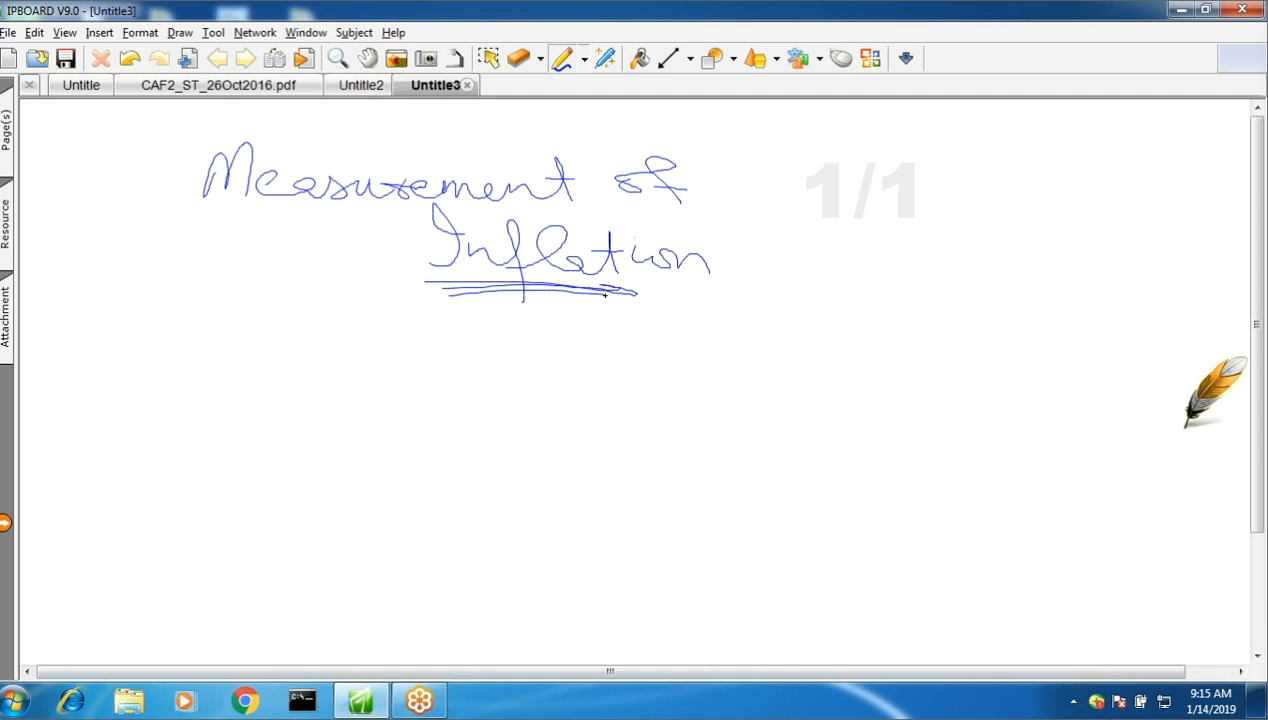 IPBOARD V9.0 - [Untitle3]
File Edit View Insert Format Draw Tool Network Window Subject Help
Untitle CAF2_ST_26Oct2016.pdf Untitle2 Untitle3
Page(s)
Resource
Attachment
Measurement of
Inflation
1/1
9:15 AM
1/14/2019